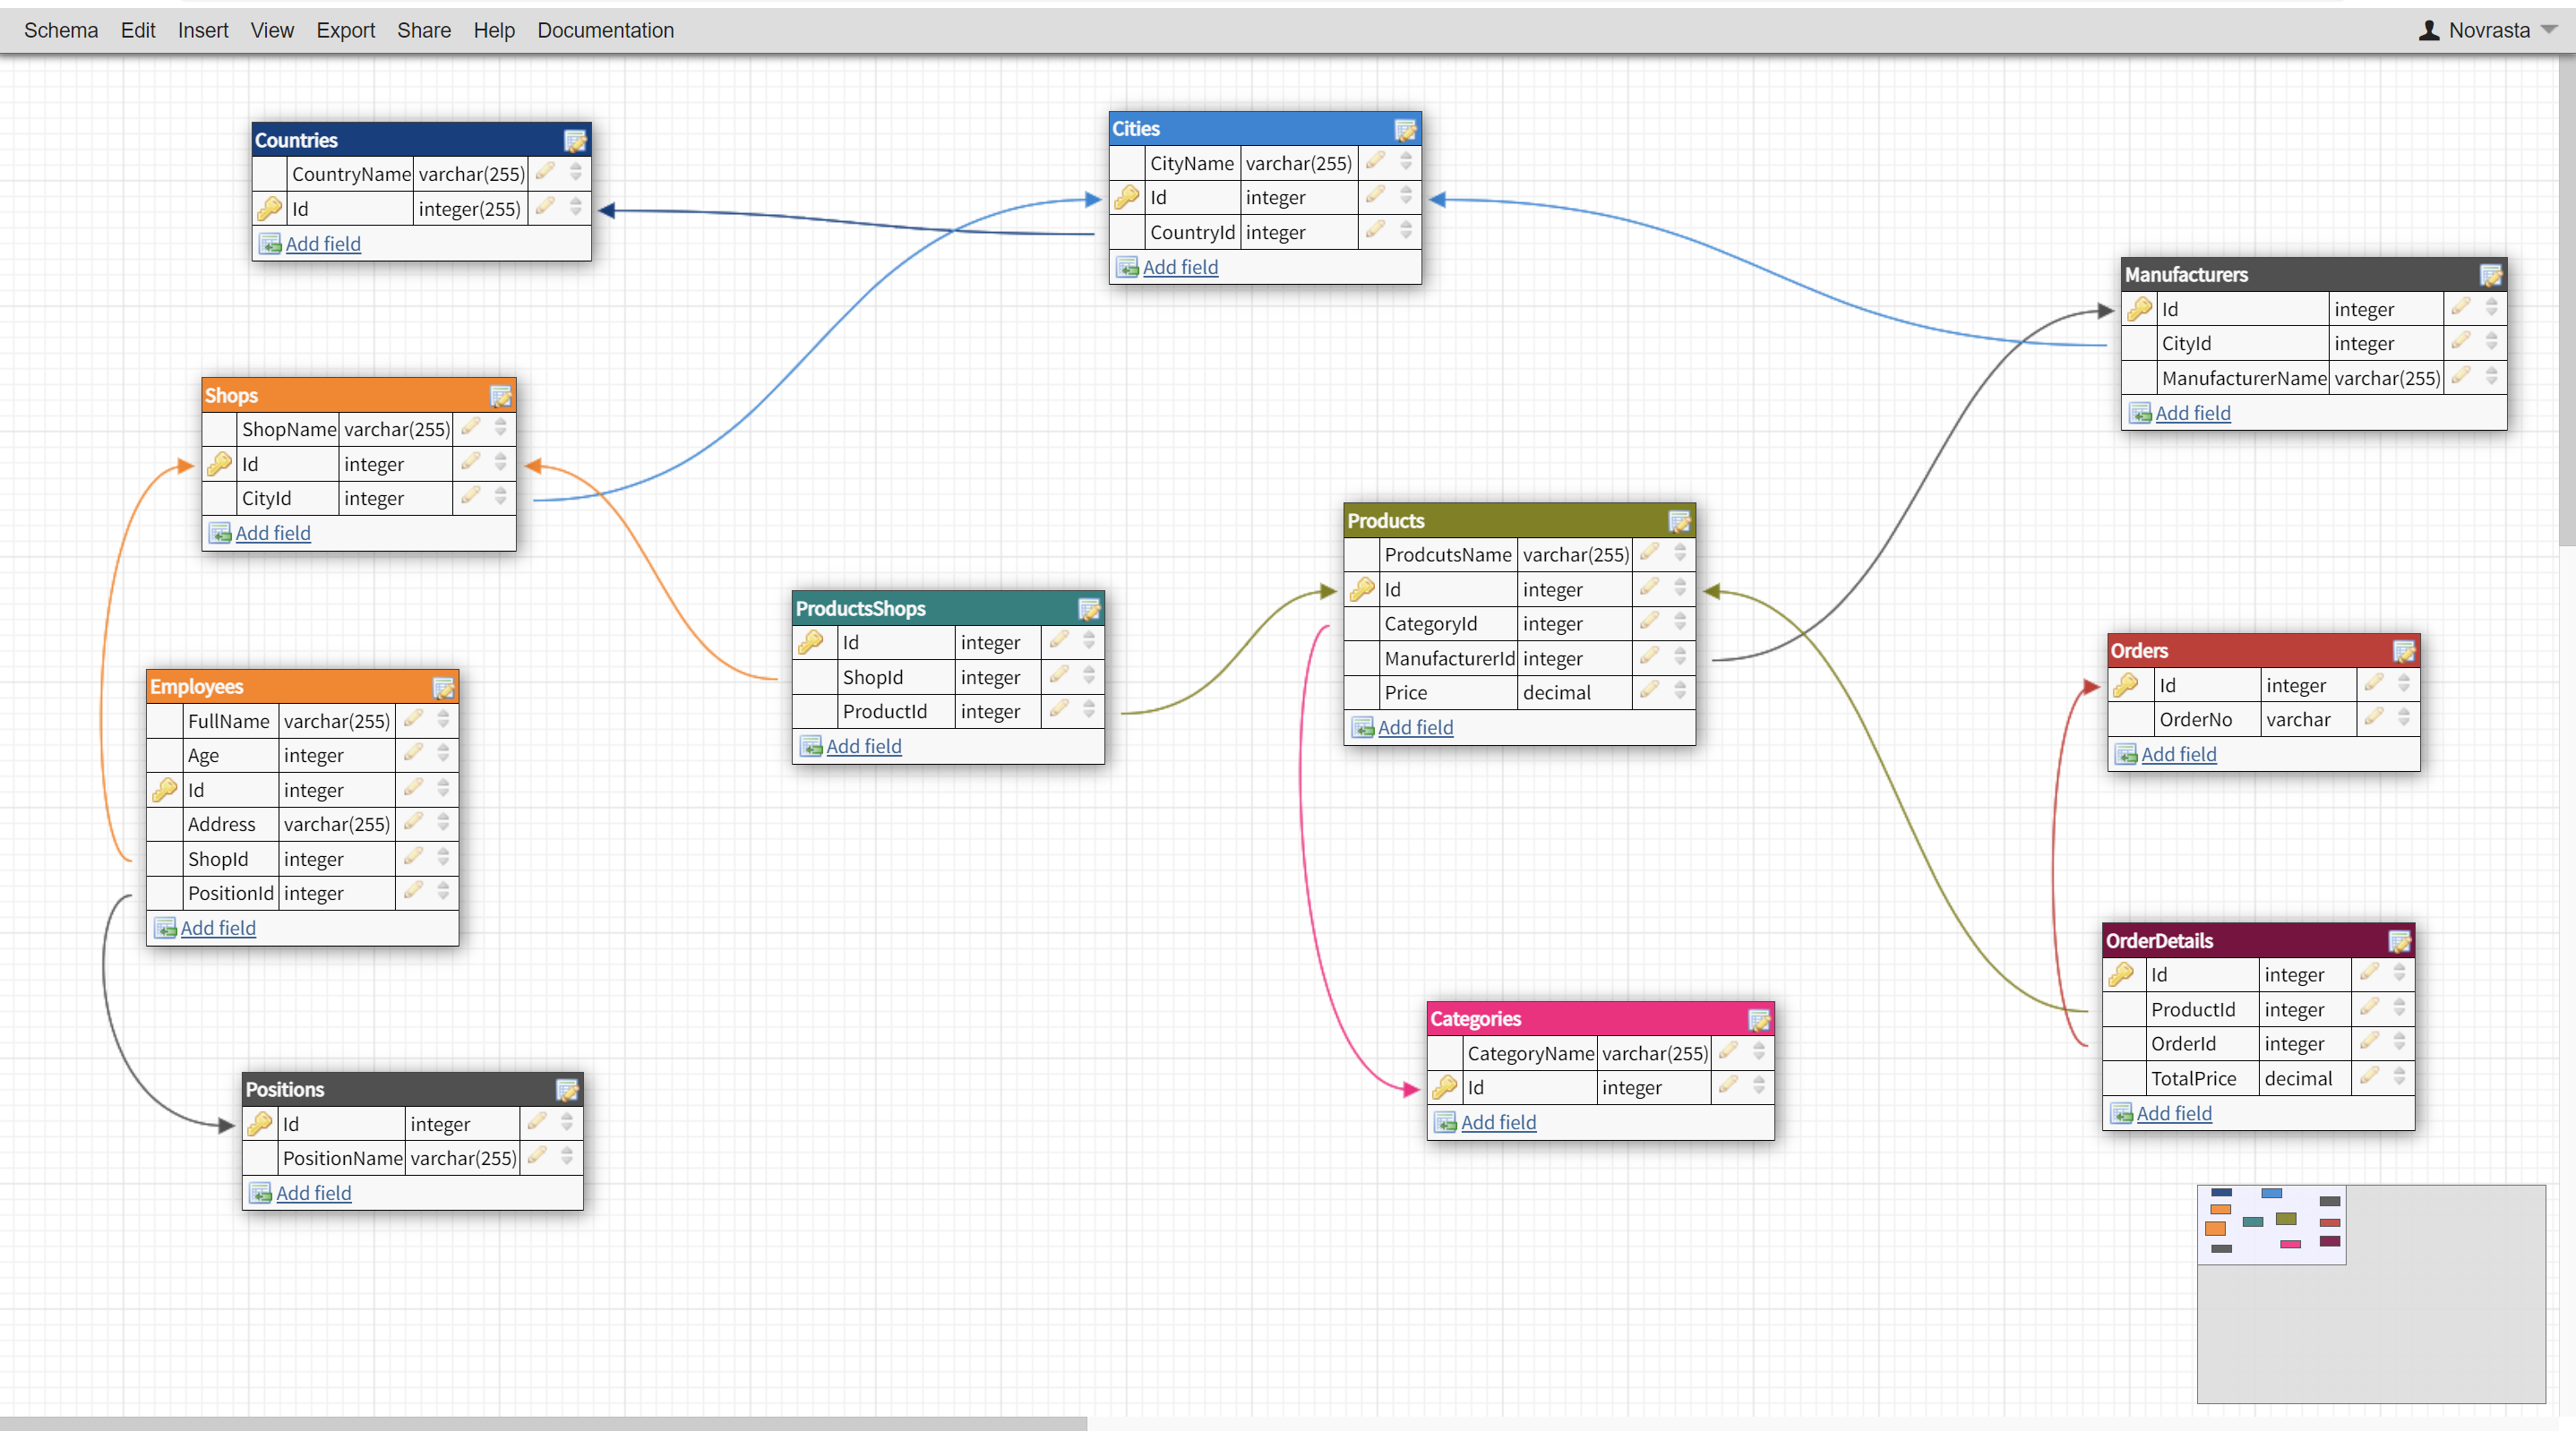 Schema Edit Insert View Export Share Help Documentation Novrasta
Countries
CountryName varchar(255)
Id integer(255)
Add field
Cities
CityName varchar(255)
Id integer
CountryId integer
Add field
Manufacturers
Id integer
CityId integer
ManufacturerName varchar(255)
Add field
Shops
ShopName varchar(255)
Id integer
CityId integer
Add field
Products
ProdcutsName varchar(255)
Id integer
CategoryId integer
ManufacturerId integer
Price decimal
Add field
ProductsShops
Id integer
ShopId integer
ProductId integer
Add field
Orders
Id integer
OrderNo varchar
Add field
Employees
FullName varchar(255)
Age integer
Id integer
Address varchar(255)
ShopId integer
PositionId integer
Add field
OrderDetails
Id integer
ProductId integer
OrderId integer
TotalPrice decimal
Add field
Categories
CategoryName varchar(255)
Id integer
Add field
Positions
Id integer
PositionName varchar(255)
Add field